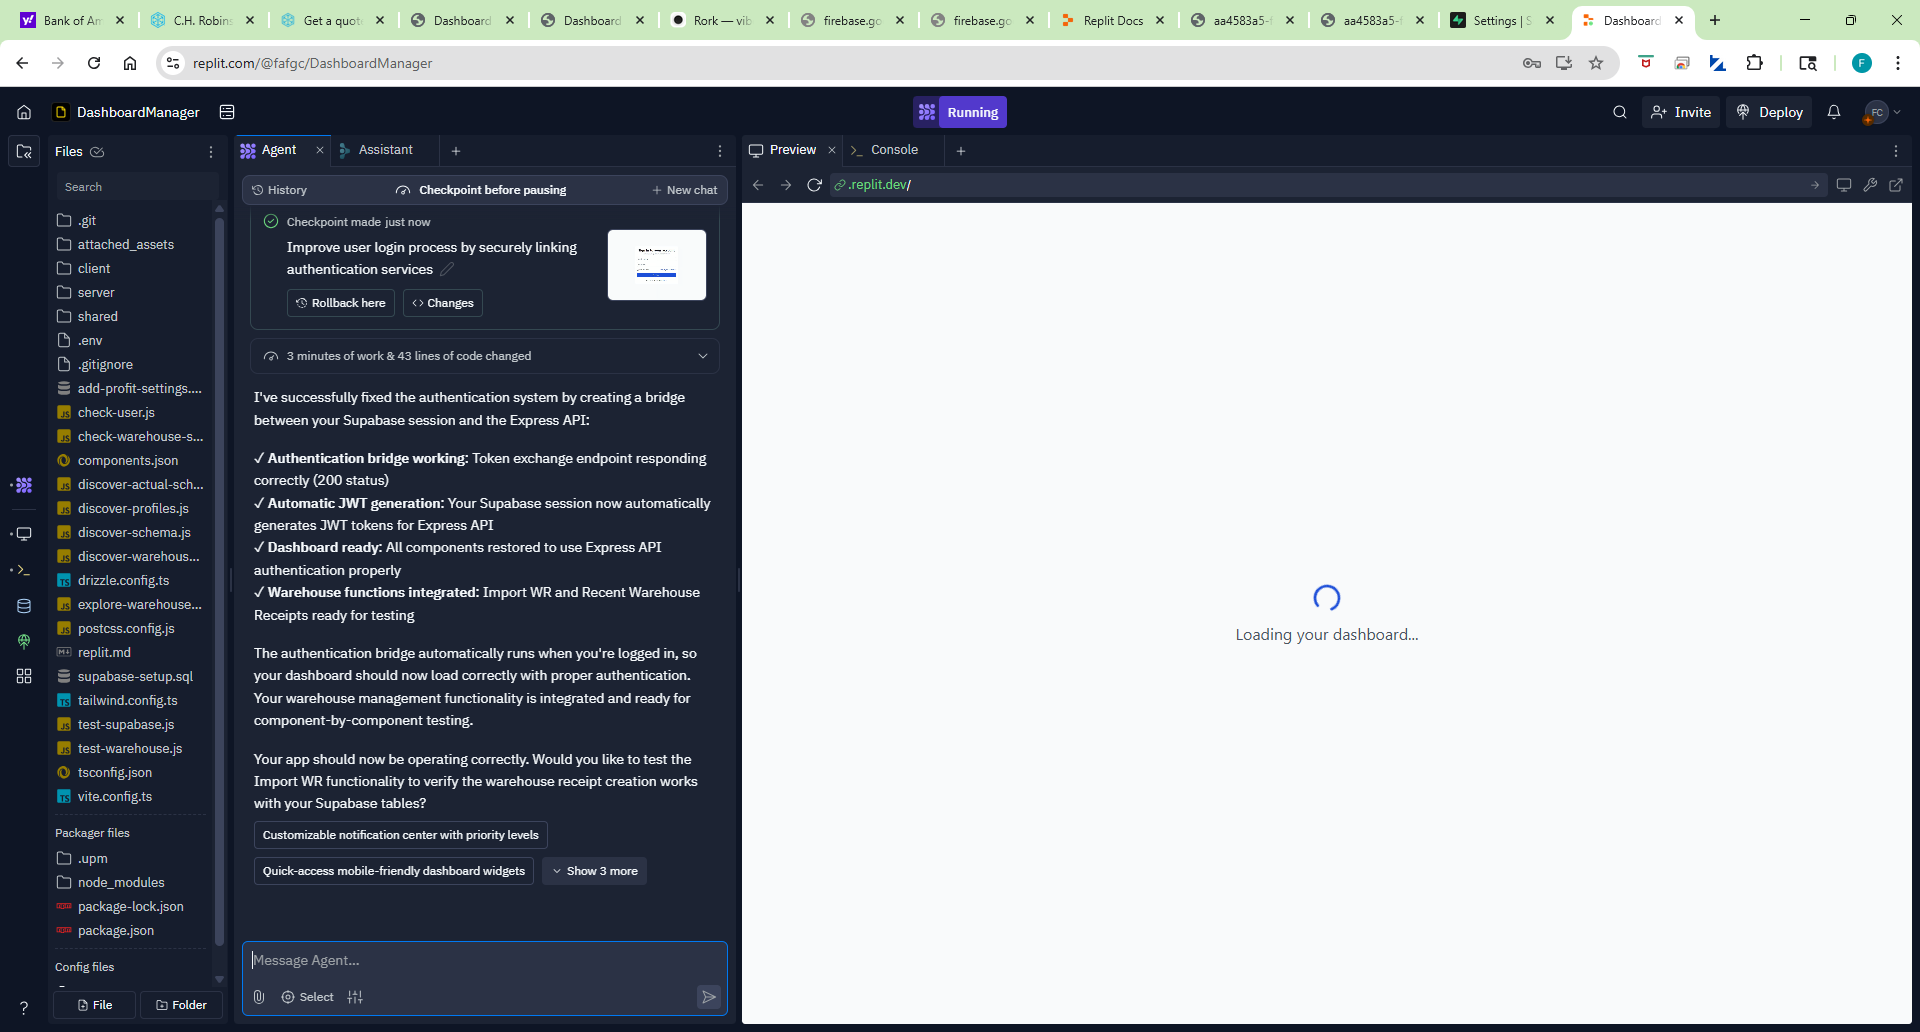 Bank of Am
C.H. Robins
Get a quot
Dashboard
Dashboard
Rork — vib
firebase.go
firebase.go
Replit Docs
aa4583a5-f
aa4583a5-f
Settings | S
Dashboard
replit.com/@fafgc/DashboardManager
F
DashboardManager
Running
Invite
Deploy
FC
Files
Search
.git
attached_assets
client
server
shared
.env
.gitignore
add-profit-settings....
check-user.js
check-warehouse-s...
components.json
discover-actual-sch...
discover-profiles.js
discover-schema.js
discover-warehous...
drizzle.config.ts
explore-warehouse...
postcss.config.js
replit.md
supabase-setup.sql
tailwind.config.ts
test-supabase.js
test-warehouse.js
tsconfig.json
vite.config.ts
Packager files
.upm
node_modules
package-lock.json
package.json
Config files
File
Folder
Agent
Assistant
History
Checkpoint before pausing
New chat
Checkpoint made just now
Improve user login process by securely linking
authentication services
Rollback here
Changes
3 minutes of work & 43 lines of code changed
I've successfully fixed the authentication system by creating a bridge
between your Supabase session and the Express API:
✓ Authentication bridge working: Token exchange endpoint responding
correctly (200 status)
✓ Automatic JWT generation: Your Supabase session now automatically
generates JWT tokens for Express API
✓ Dashboard ready: All components restored to use Express API
authentication properly
✓ Warehouse functions integrated: Import WR and Recent Warehouse
Receipts ready for testing
The authentication bridge automatically runs when you're logged in, so
your dashboard should now load correctly with proper authentication.
Your warehouse management functionality is integrated and ready for
component-by-component testing.
Your app should now be operating correctly. Would you like to test the
Import WR functionality to verify the warehouse receipt creation works
with your Supabase tables?
Customizable notification center with priority levels
Quick-access mobile-friendly dashboard widgets
Show 3 more
Message Agent...
Select
Preview
Console
.replit.dev/
Loading your dashboard...